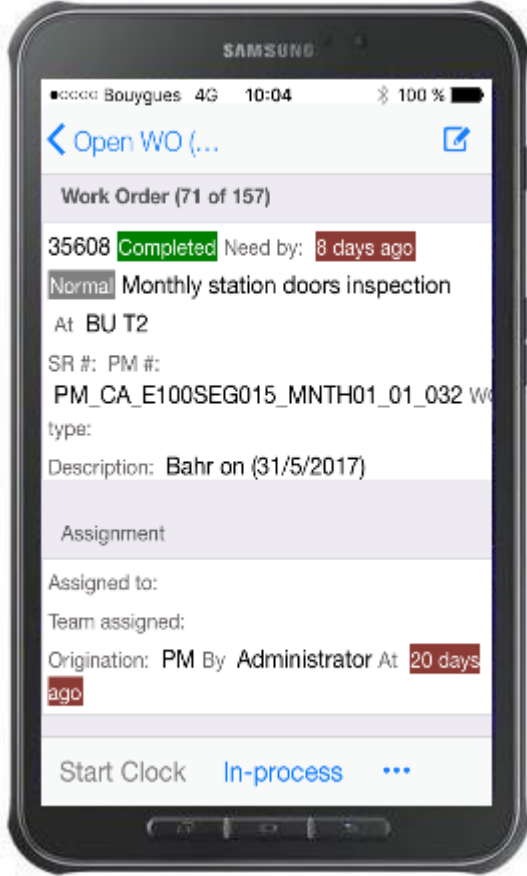 SAMSUNG
Bouygues 4G 10:04 100 %
Open WO (...
Work Order (71 of 157)
35608 Completed Need by: 8 days ago
Normal Monthly station doors inspection
At BU T2
SR #: PM #:
PM_CA_E100SEG015_MNTH01_01_032 WO
type:
Description: Bahr on (31/5/2017)
Assignment
Assigned to:
Team assigned:
Origination: PM By Administrator At 20 days
ago
Start Clock In-process ...